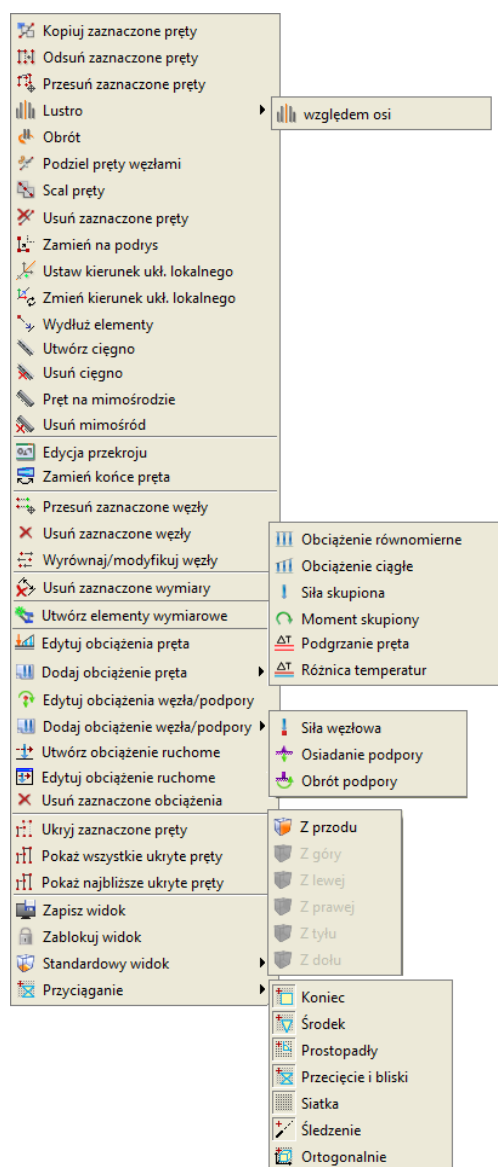 Kopiuj zaznaczone pręty
Odsuń zaznaczone pręty
Przesuń zaznaczone pręty
Lustro
względem osi
Obrót
Podziel pręty węzłami
Scal pręty
Usuń zaznaczone pręty
Zamień na podrys
Ustaw kierunek ukł. lokalnego
Zmień kierunek ukł. lokalnego
Wydłuż elementy
Utwórz cięgno
Usuń cięgno
Pręt na mimośrodzie
Usuń mimośród
Edycja przekroju
Zamień końce pręta
Przesuń zaznaczone węzły
Usuń zaznaczone węzły
Wyrównaj/modyfikuj węzły
Usuń zaznaczone wymiary
Utwórz elementy wymiarowe
Edytuj obciążenia pręta
Dodaj obciążenie pręta
Obciążenie równomierne
Obciążenie ciągłe
Siła skupiona
Moment skupiony
ΔT Podgrzanie pręta
ΔT Różnica temperatur
Edytuj obciążenia węzła/podpory
Dodaj obciążenie węzła/podpory
Siła węzłowa
Osiadanie podpory
Obrót podpory
Utwórz obciążenie ruchome
Edytuj obciążenie ruchome
Usuń zaznaczone obciążenia
Ukryj zaznaczone pręty
Pokaż wszystkie ukryte pręty
Pokaż najbliższe ukryte pręty
Zapisz widok
Zablokuj widok
Standardowy widok
Z przodu
Z góry
Z lewej
Z prawej
Z tyłu
Z dołu
Przyciąganie
Koniec
Środek
Prostopadły
Przecięcie i bliski
Siatka
Śledzenie
Ortogonalnie